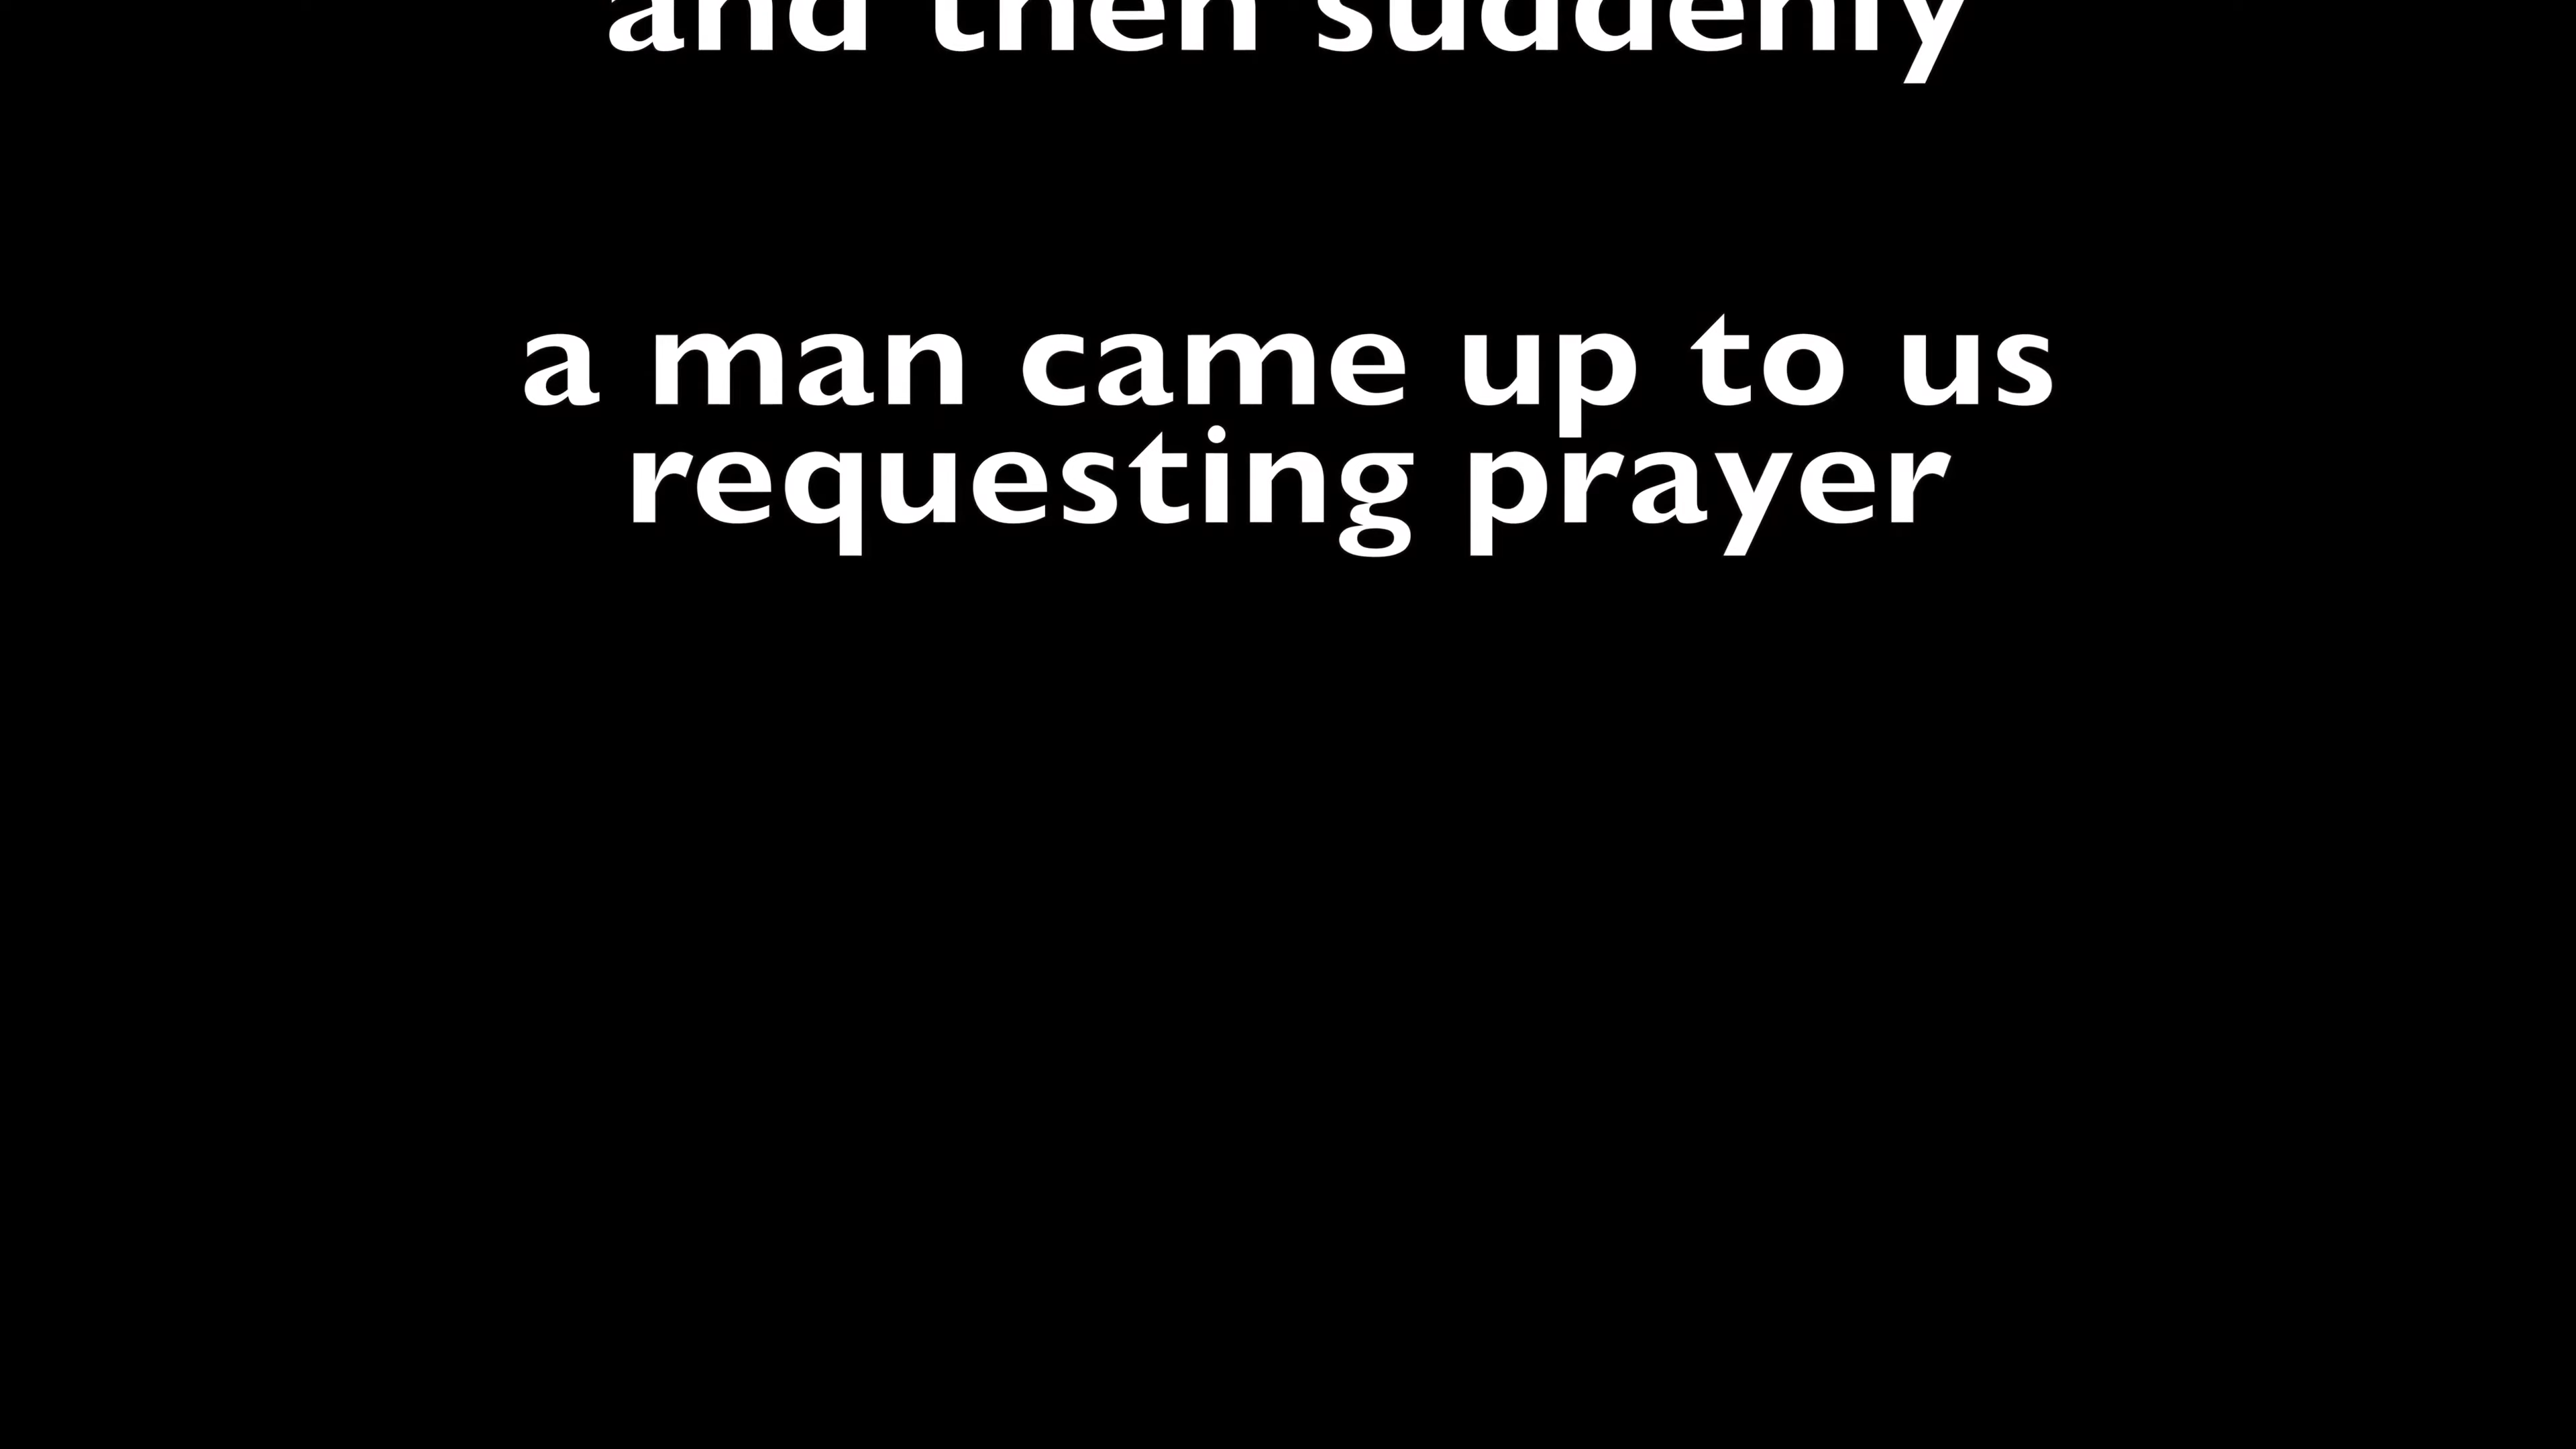 and then suddenly
a man came up to us
requesting prayer